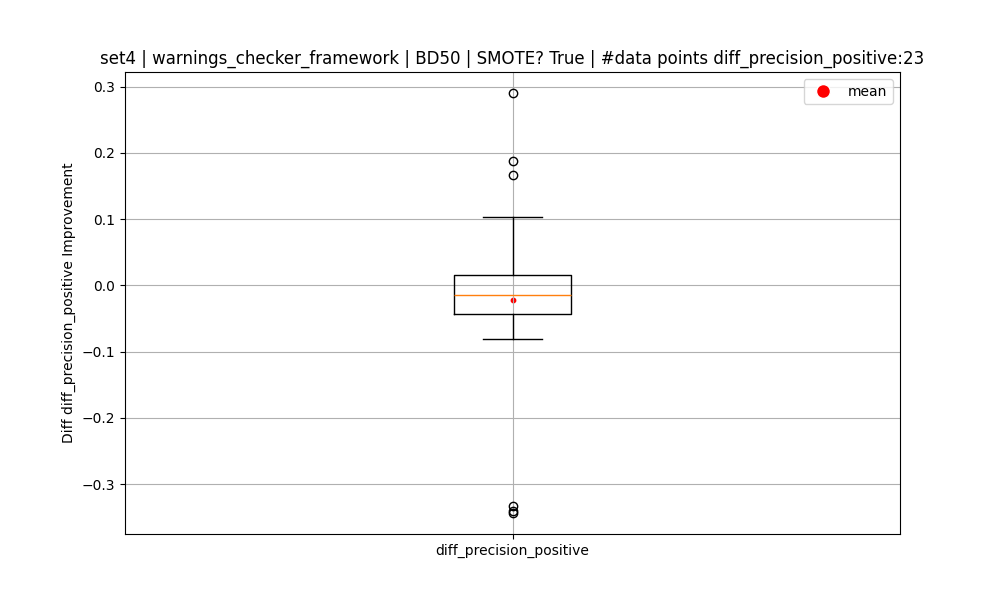 set4 | warnings_checker_framework | BD50 | SMOTE? True | #data points diff_precision_positive:23
mean
0.3
0.2
0.1
0.0
−0.1
−0.2
−0.3
Diff diff_precision_positive Improvement
diff_precision_positive